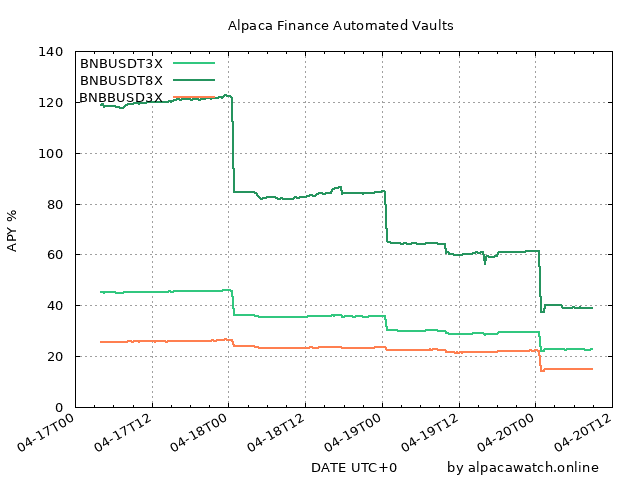 Alpaca Finance Automated Vaults
140
120
100
80
60
40
20
0
APY %
BNBUSDT3X
BNBUSDT8X
BNBBUSD3X
04-17T00
04-17T12
04-18T00
04-18T12
04-19T00
04-19T12
04-20T00
04-20T12
DATE UTC+0
by alpacawatch.online